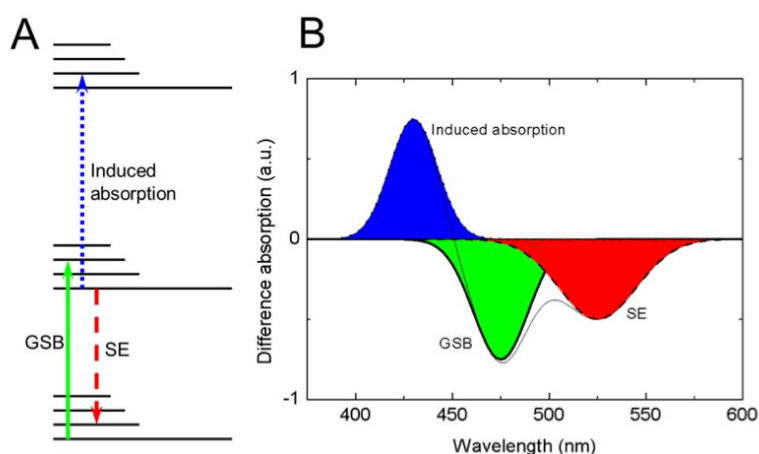 A
Induced
absorption
GSB
SE
B
Difference absorption (a.u.)
1
0
-1
Induced absorption
GSB
SE
400 450 500 550 600
Wavelength (nm)